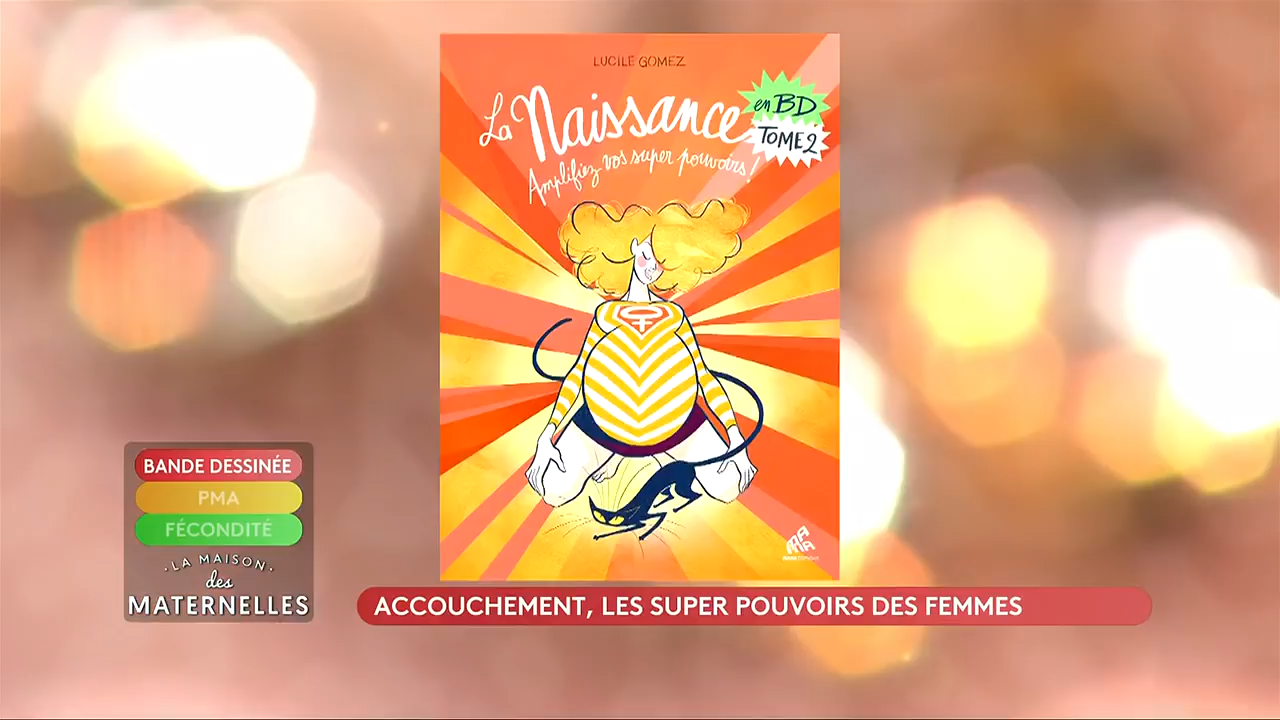 LUCILE GOMEZ
La Naissance
en BD
TOME 2
Amplifiez vos super pouvoirs !
MAMA
BANDE DESSINÉE
PMA
FÉCONDITÉ
·LA MAISON·
des
MATERNELLES
ACCOUCHEMENT, LES SUPER POUVOIRS DES FEMMES